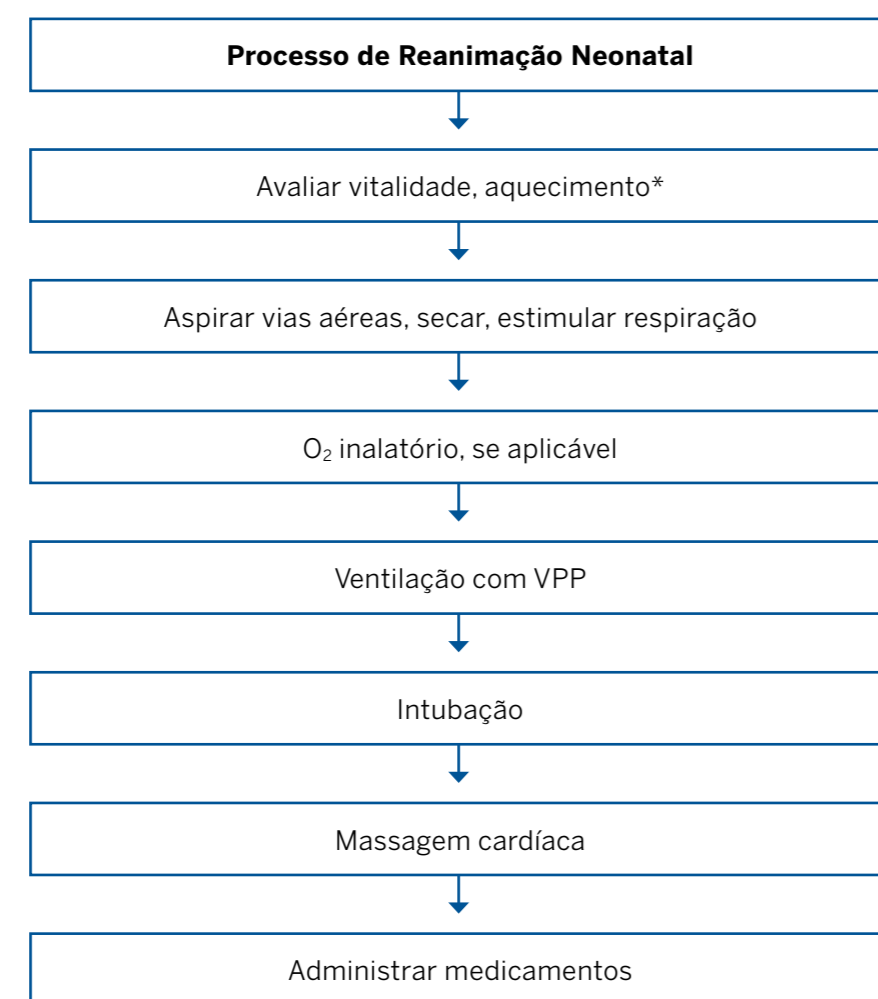 Processo de Reanimação Neonatal
Avaliar vitalidade, aquecimento*
Aspirar vias aéreas, secar, estimular respiração
O₂ inalatório, se aplicável
Ventilação com VPP
Intubação
Massagem cardíaca
Administrar medicamentos